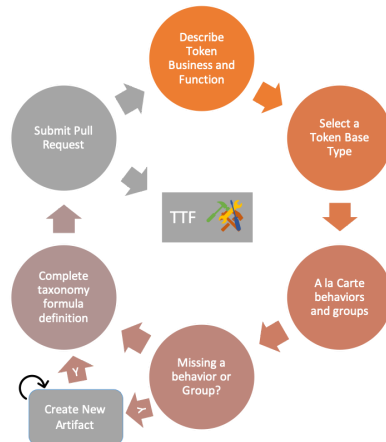 Describe
Token
Business and
Function
Submit Pull
Request
Select a
Token Base
Type
TTF
Complete
taxonomy
formula
definition
A la Carte
behaviors
and groups
Missing a
behavior or
Group?
Y
Y
Create New
Artifact